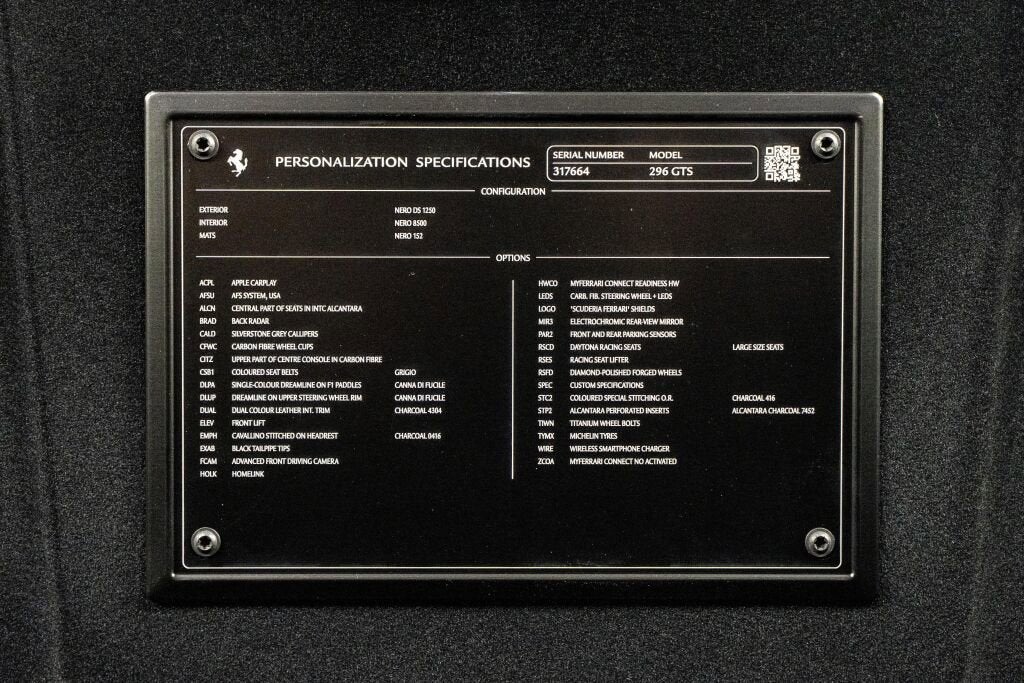 PERSONALIZATION SPECIFICATIONS
SERIAL NUMBER MODEL
317664 296 GTS
CONFIGURATION
EXTERIOR NERO DS 1250
INTERIOR NERO 8500
MATS NERO 152
OPTIONS
ACPL APPLE CARPLAY
AFSU AFS SYSTEM, USA
ALCN CENTRAL PART OF SEATS IN INTC ALCANTARA
BRAD BACK RADAR
CALD SILVERSTONE GREY CALLIPERS
CFWC CARBON FIBRE WHEEL CUPS
CITZ UPPER PART OF CENTRE CONSOLE IN CARBON FIBRE
CSB1 COLOURED SEAT BELTS GRIGIO
DLPA SINGLE-COLOUR DREAMLINE ON F1 PADDLES CANNA DI FUCILE
DLUP DREAMLINE ON UPPER STEERING WHEEL RIM CANNA DI FUCILE
DUAL DUAL COLOUR LEATHER INT. TRIM CHARCOAL 4304
ELEV FRONT LIFT
EMPH CAVALLINO STITCHED ON HEADREST CHARCOAL 0416
EXAB BLACK TAILPIPE TIPS
FCAM ADVANCED FRONT DRIVING CAMERA
HOLK HOMELINK
HWCO MYFERRARI CONNECT READINESS HW
LEDS CARB. FIB. STEERING WHEEL + LEDS
LOGO 'SCUDERIA FERRARI' SHIELDS
MIR3 ELECTROCHROMIC REAR-VIEW MIRROR
PAR2 FRONT AND REAR PARKING SENSORS
RSCD DAYTONA RACING SEATS LARGE SIZE SEATS
RSES RACING SEAT LIFTER
RSFD DIAMOND-POLISHED FORGED WHEELS
SPEC CUSTOM SPECIFICATIONS
STC2 COLOURED SPECIAL STITCHING O.R. CHARCOAL 416
STP2 ALCANTARA PERFORATED INSERTS ALCANTARA CHARCOAL 7452
TIWN TITANIUM WHEEL BOLTS
TYMX MICHELIN TYRES
WIRE WIRELESS SMARTPHONE CHARGER
ZCOA MYFERRARI CONNECT NO ACTIVATED